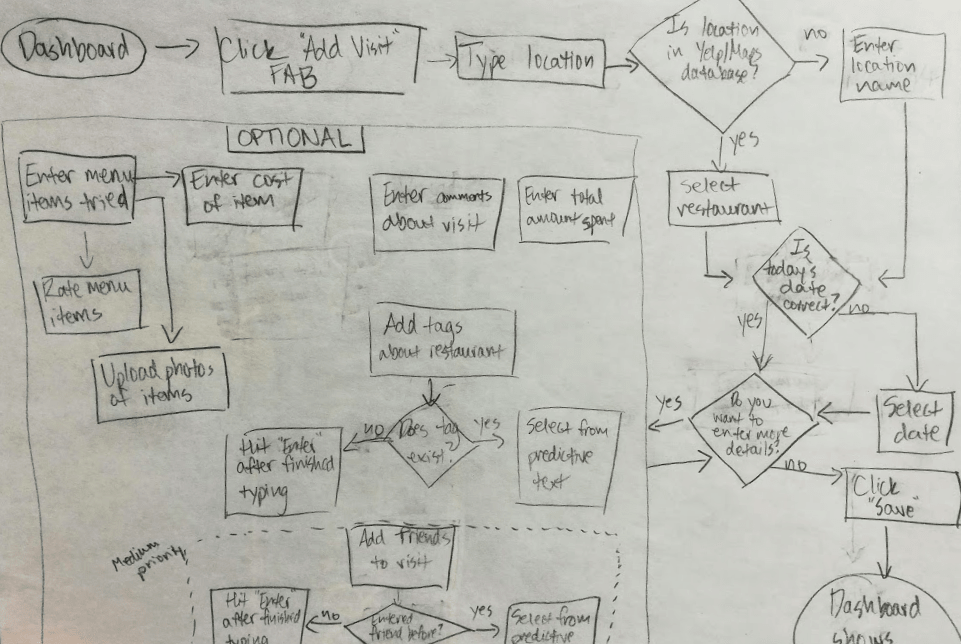 Dashboard
Click "Add Visit"
FAB
Type location
Is location
in Yelp/Maps
database?
no
Enter
location
name
yes
Select
restaurant
Is
today's
date
correct?
no
yes
Select
date
Do you
want to
enter more
details?
yes
no
Click
"Save"
Dashboard
shows
OPTIONAL
Enter menu
items tried
Enter cost
of item
Enter comments
about visit
Enter total
amount spent
Rate menu
items
Upload photos
of items
Add tags
about restaurant
Does tag
exist?
no
yes
Hit "Enter"
after finished
typing
Select from
predictive
text
Medium
priority
Add friends
to visit
Entered
friend before?
no
yes
Hit "Enter"
after finished
typing
Select from
predictive